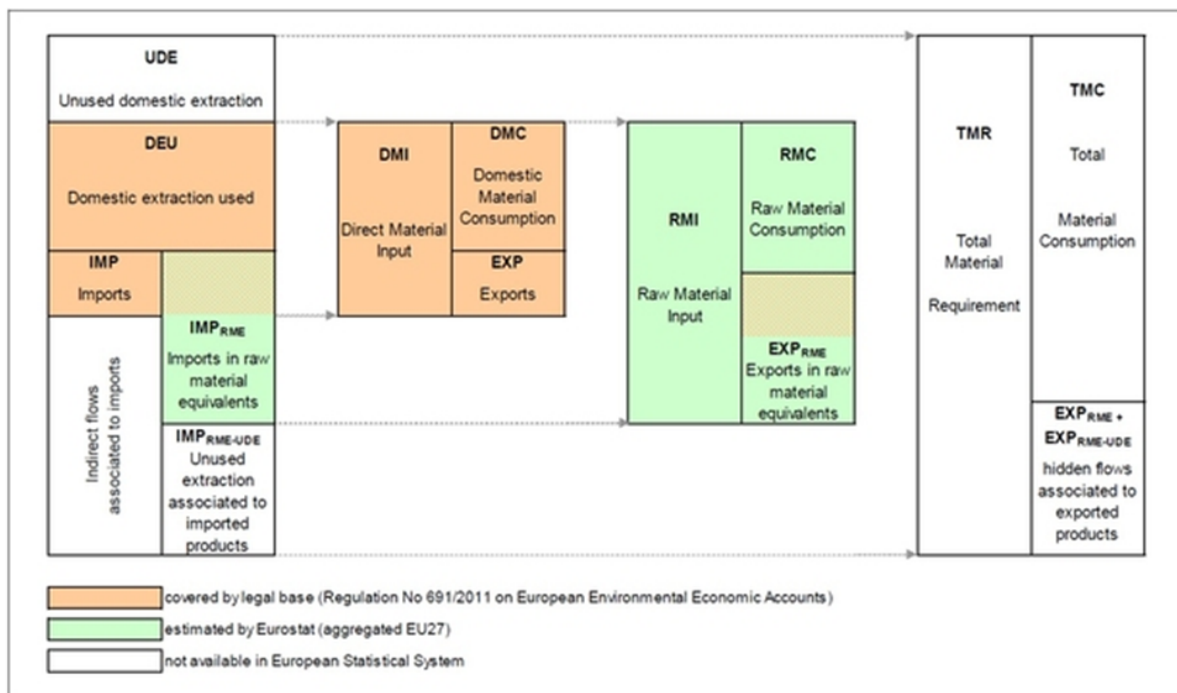 UDE
Unused domestic extraction
DEU
Domestic extraction used
IMP
Imports
Indirect flows
associated to imports
IMPRME
Imports in raw
material
equivalents
IMPRME-UDE
Unused
extraction
associated to
imported
products
DMI
Direct Material
Input
DMC
Domestic
Material
Consumption
EXP
Exports
RMI
Raw Material
Input
RMC
Raw Material
Consumption
EXPRME
Exports in raw
material
equivalents
TMR
Total
Material
Requirement
TMC
Total
Material
Consumption
EXPRME +
EXPRME-UDE
hidden flows
associated to
exported
products
covered by legal base (Regulation No 691/2011 on European Environmental Economic Accounts)
estimated by Eurostat (aggregated EU27)
not available in European Statistical System